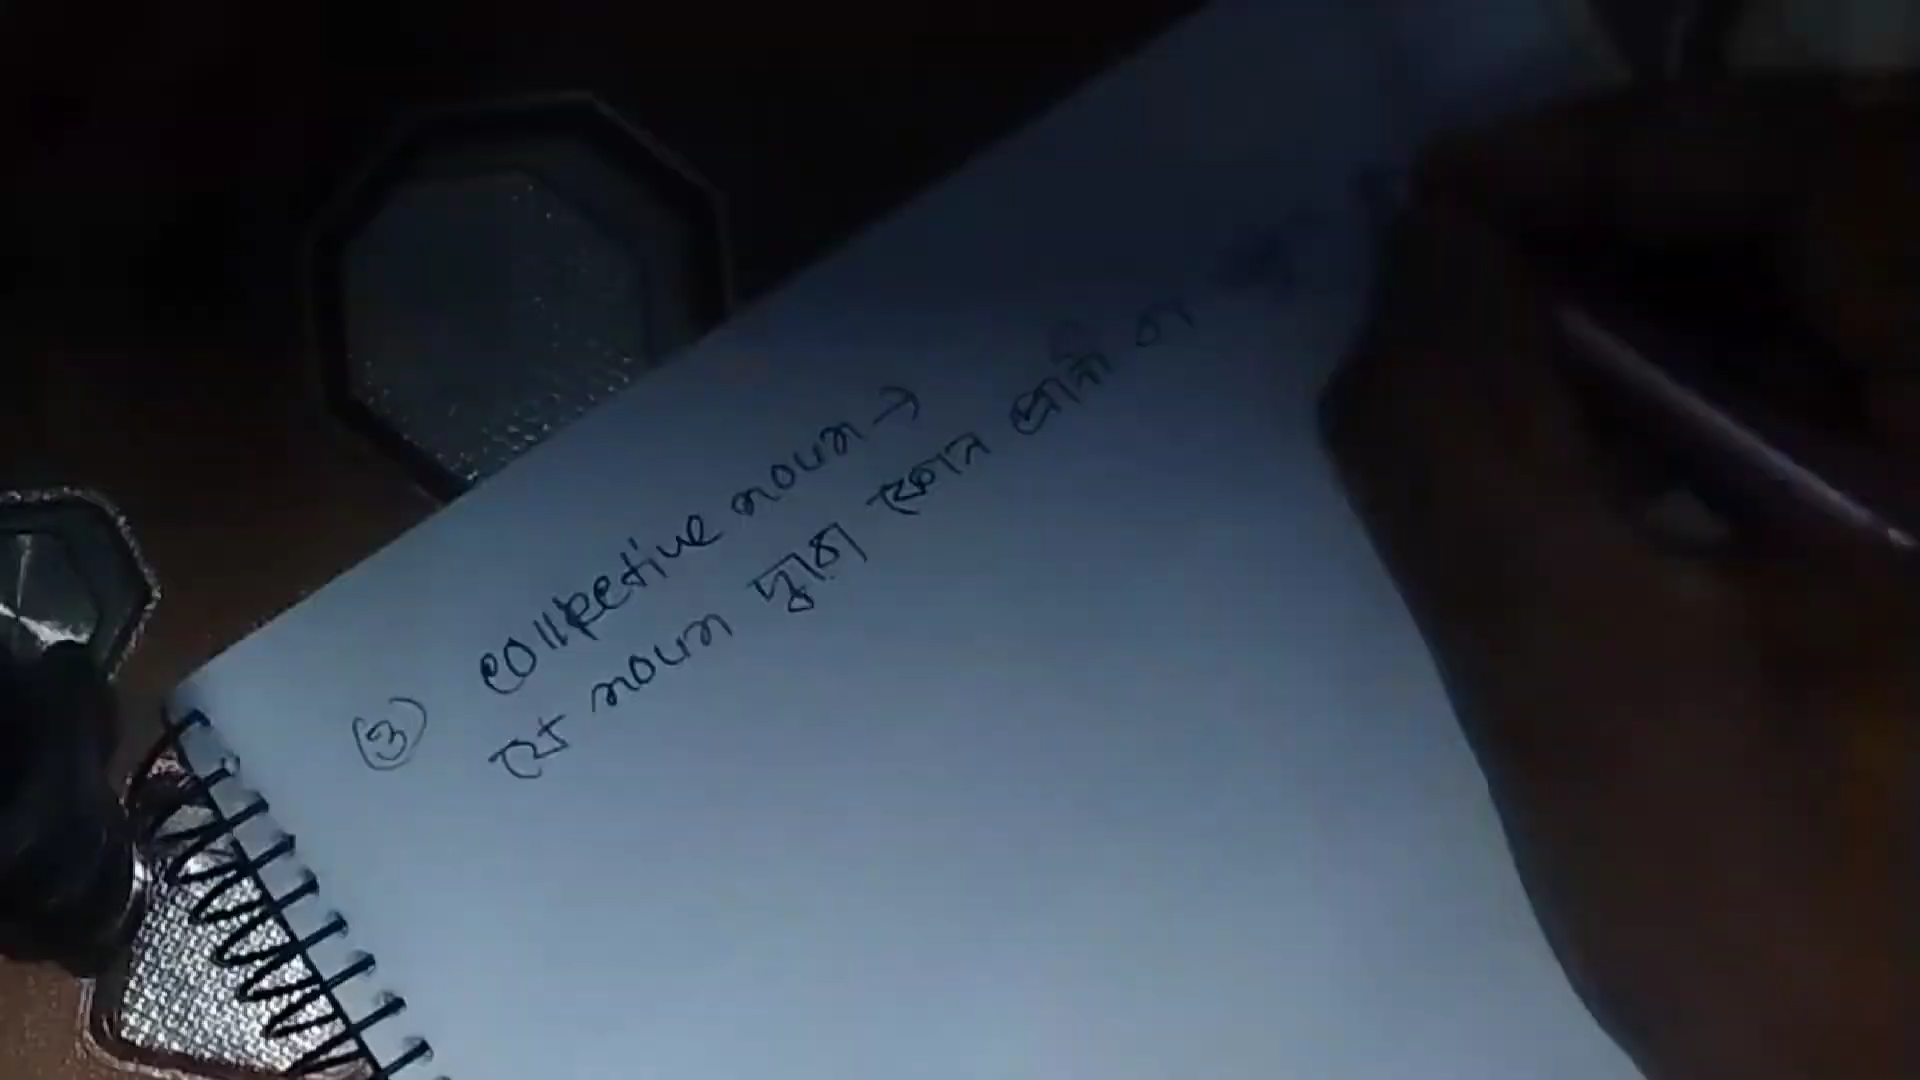 (3) collective noun →
যে noun দ্বারা কোন প্রানী বা